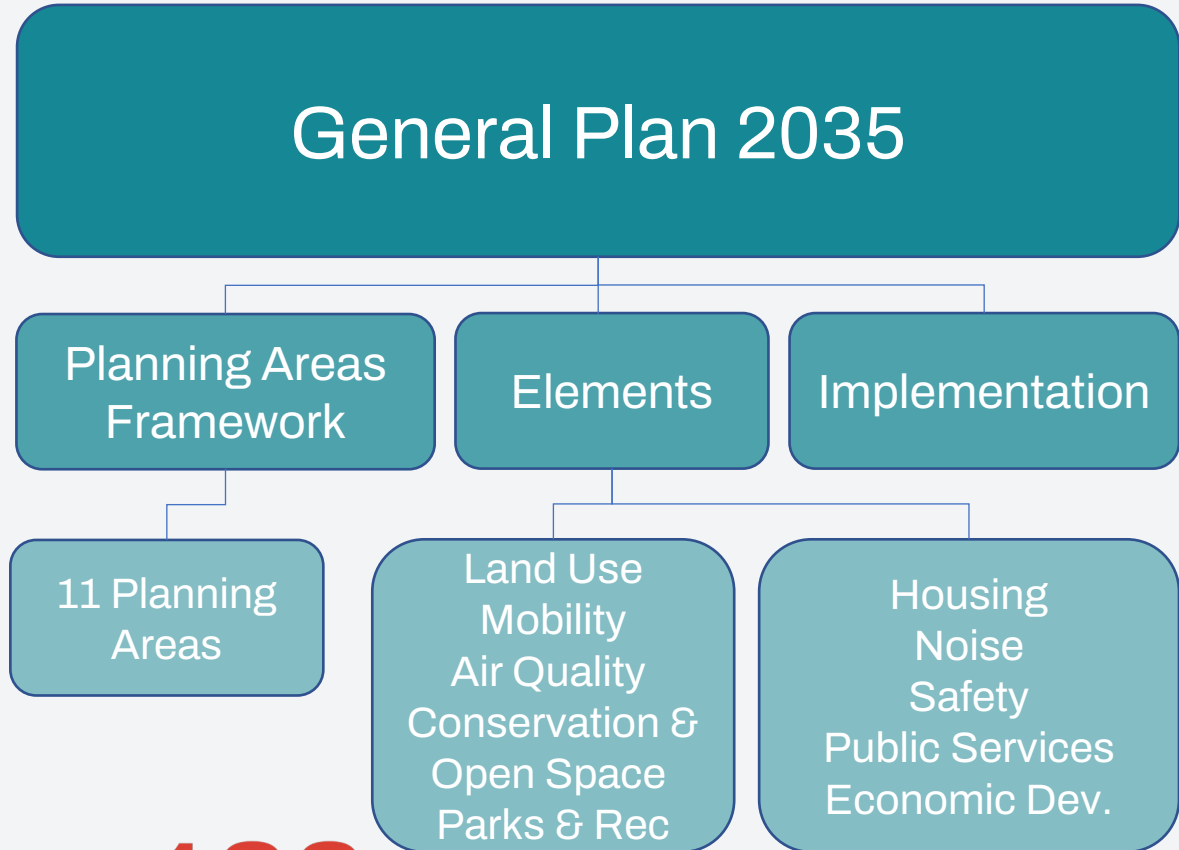 General Plan 2035
Planning Areas
Framework
Elements
Implementation
11 Planning
Areas
Land Use
Mobility
Air Quality
Conservation &
Open Space
Parks & Rec
Housing
Noise
Safety
Public Services
Economic Dev.